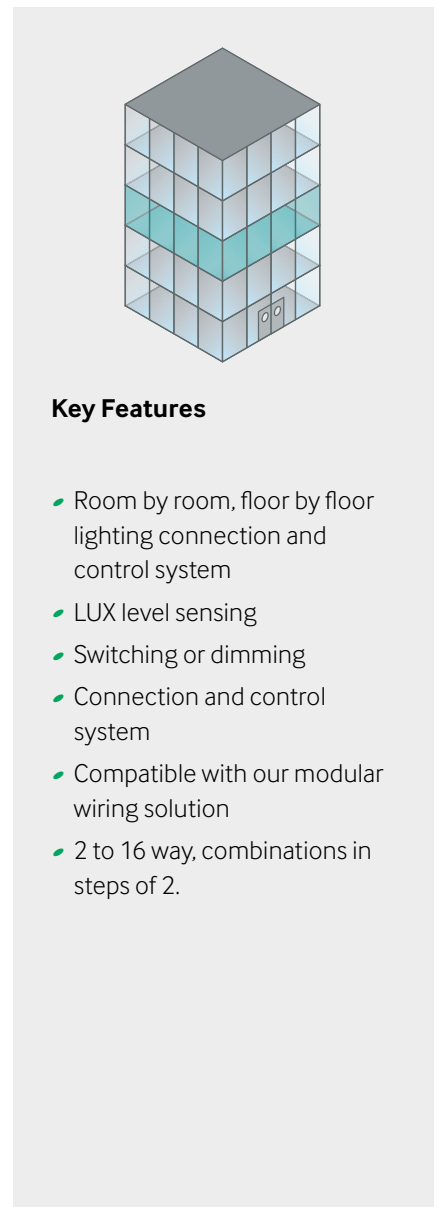 Key Features
Room by room, floor by floor
lighting connection and
control system
LUX level sensing
Switching or dimming
Connection and control
system
Compatible with our modular
wiring solution
2 to 16 way, combinations in
steps of 2.